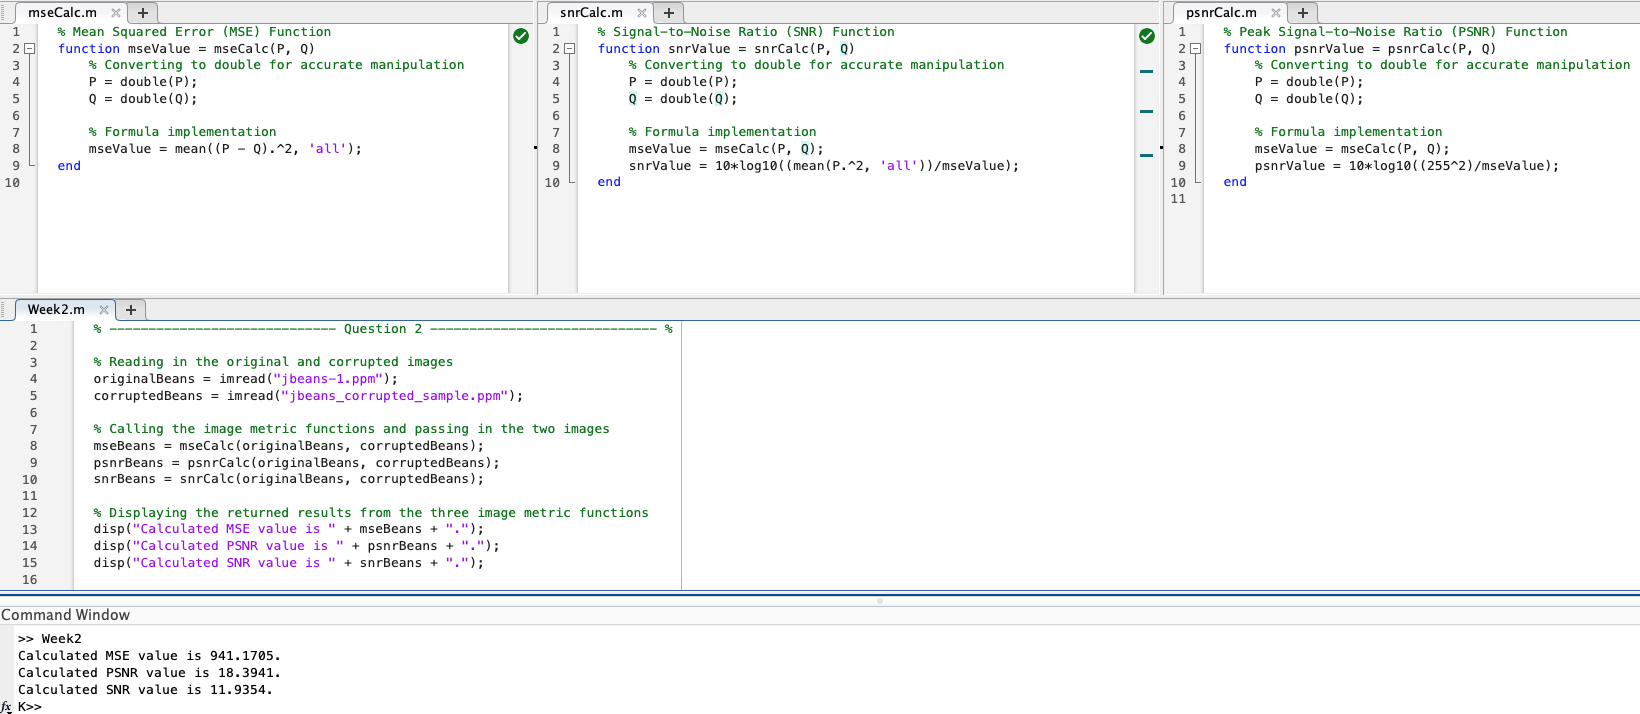 mseCalc.m × +
1 % Mean Squared Error (MSE) Function
2 function mseValue = mseCalc(P, Q)
3 % Converting to double for accurate manipulation
4 P = double(P);
5 Q = double(Q);
6
7 % Formula implementation
8 mseValue = mean((P - Q).^2, 'all');
9 end
10
snrCalc.m × +
1 % Signal-to-Noise Ratio (SNR) Function
2 function snrValue = snrCalc(P, Q)
3 % Converting to double for accurate manipulation
4 P = double(P);
5 Q = double(Q);
6
7 % Formula implementation
8 mseValue = mseCalc(P, Q);
9 snrValue = 10*log10((mean(P.^2, 'all'))/mseValue);
10 end
psnrCalc.m × +
1 % Peak Signal-to-Noise Ratio (PSNR) Function
2 function psnrValue = psnrCalc(P, Q)
3 % Converting to double for accurate manipulation
4 P = double(P);
5 Q = double(Q);
6
7 % Formula implementation
8 mseValue = mseCalc(P, Q);
9 psnrValue = 10*log10((255^2)/mseValue);
10 end
11
Week2.m × +
1 % ----------------------------- Question 2 ----------------------------- %
2
3 % Reading in the original and corrupted images
4 originalBeans = imread("jbeans-1.ppm");
5 corruptedBeans = imread("jbeans_corrupted_sample.ppm");
6
7 % Calling the image metric functions and passing in the two images
8 mseBeans = mseCalc(originalBeans, corruptedBeans);
9 psnrBeans = psnrCalc(originalBeans, corruptedBeans);
10 snrBeans = snrCalc(originalBeans, corruptedBeans);
11
12 % Displaying the returned results from the three image metric functions
13 disp("Calculated MSE value is " + mseBeans + ".");
14 disp("Calculated PSNR value is " + psnrBeans + ".");
15 disp("Calculated SNR value is " + snrBeans + ".");
16
Command Window
>> Week2
Calculated MSE value is 941.1705.
Calculated PSNR value is 18.3941.
Calculated SNR value is 11.9354.
fx K>>